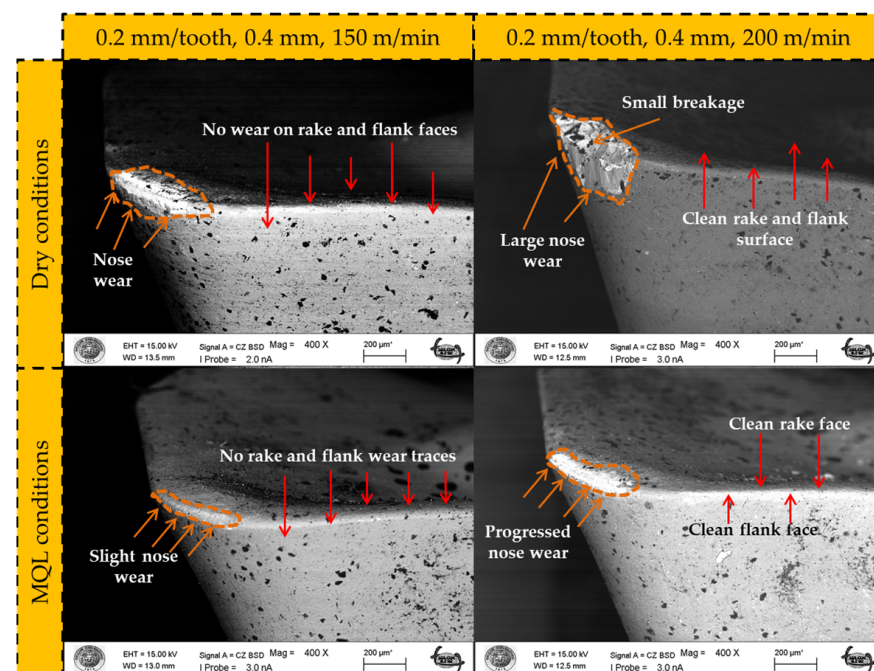 0.2 mm/tooth, 0.4 mm, 150 m/min
0.2 mm/tooth, 0.4 mm, 200 m/min
Dry conditions
No wear on rake and flank faces
Nose
wear
EHT = 15.00 kV
WD = 13.5 mm
Signal A = CZ BSD
I Probe = 2.0 nA
Mag = 400 X
200 µm*
Small breakage
Large nose
wear
Clean rake and flank
surface
EHT = 15.00 kV
WD = 12.5 mm
Signal A = CZ BSD
I Probe = 3.0 nA
Mag = 400 X
200 µm*
MQL conditions
No rake and flank wear traces
Slight nose
wear
EHT = 15.00 kV
WD = 13.0 mm
Signal A = CZ BSD
I Probe = 3.0 nA
Mag = 400 X
200 µm*
Clean rake face
Progressed
nose wear
Clean flank face
EHT = 15.00 kV
WD = 12.5 mm
Signal A = CZ BSD
I Probe = 3.0 nA
Mag = 400 X
200 µm*